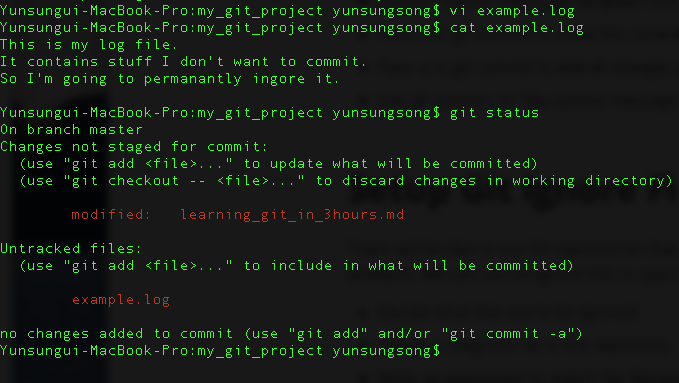 Yunsungui-MacBook-Pro:my_git_project yunsungsong$ vi example.log
Yunsungui-MacBook-Pro:my_git_project yunsungsong$ cat example.log
This is my log file.
It contains stuff I don't want to commit.
So I'm going to permanantly ingore it.
Yunsungui-MacBook-Pro:my_git_project yunsungsong$ git status
On branch master
Changes not staged for commit:
(use "git add <file>..." to update what will be committed)
(use "git checkout -- <file>..." to discard changes in working directory)
modified: learning_git_in_3hours.md
Untracked files:
(use "git add <file>..." to include in what will be committed)
example.log
no changes added to commit (use "git add" and/or "git commit -a")
Yunsungui-MacBook-Pro:my_git_project yunsungsong$